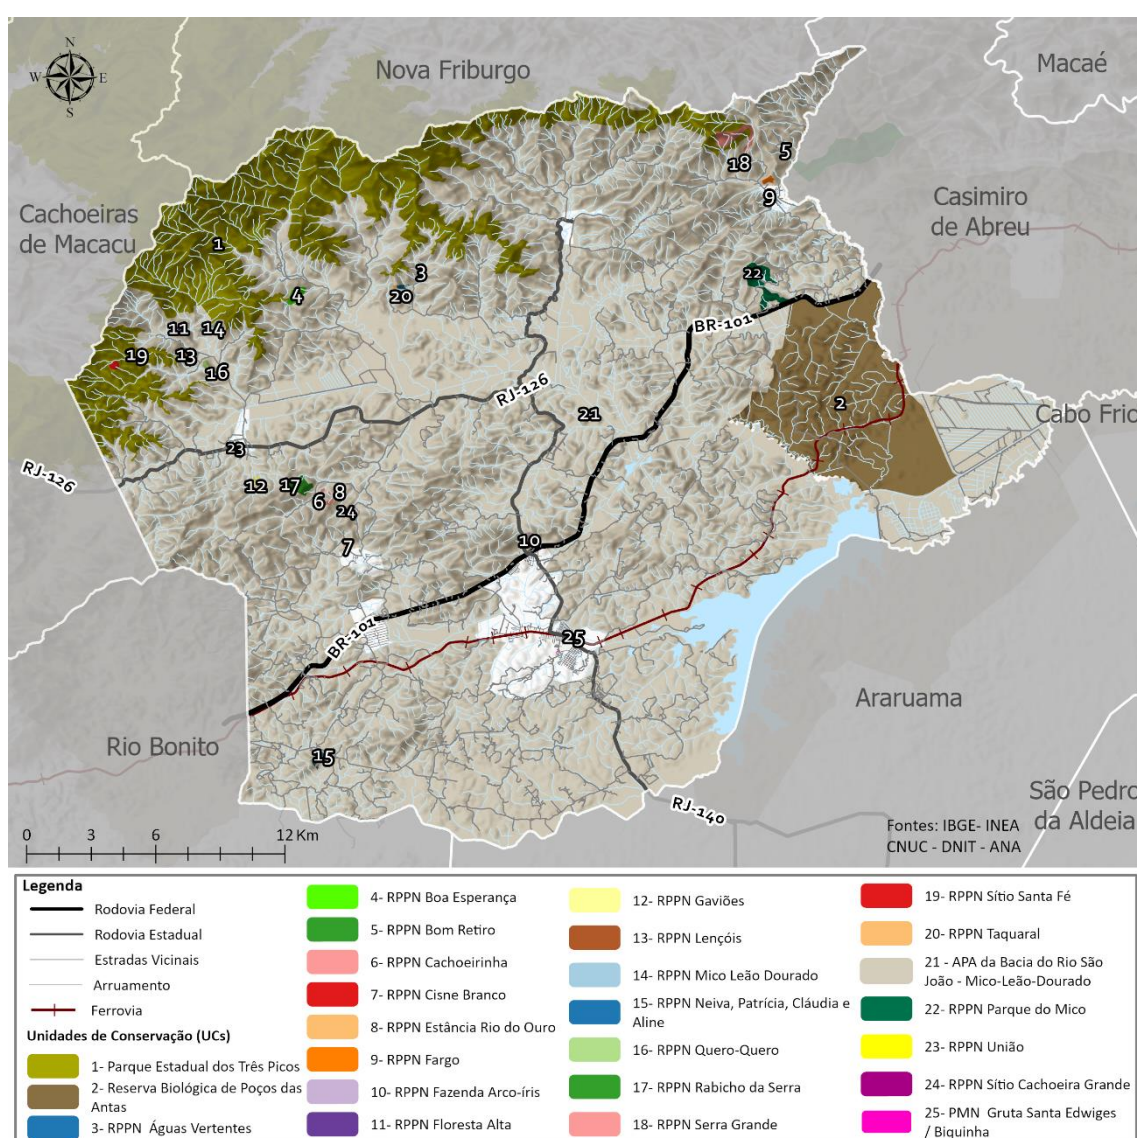 N
W
E
S
Nova Friburgo
Macaé
Cachoeiras
de Macacu
Casimiro
de Abreu
Cabo Frio
Araruama
Rio Bonito
São Pedro
da Aldeia
18
5
9
1
3
4
20
22
11
14
19
13
16
BR-101
RJ-126
21
2
23
RJ-126
12
17
6
8
24
7
10
BR-101
25
15
RJ-140
0 3 6 12 Km
Fontes: IBGE- INEA
CNUC - DNIT - ANA
Legenda
Rodovia Federal
Rodovia Estadual
Estradas Vicinais
Arruamento
Ferrovia
Unidades de Conservação (UCs)
1- Parque Estadual dos Três Picos
2- Reserva Biológica de Poços das
Antas
3- RPPN Águas Vertentes
4- RPPN Boa Esperança
5- RPPN Bom Retiro
6- RPPN Cachoeirinha
7- RPPN Cisne Branco
8- RPPN Estância Rio do Ouro
9- RPPN Fargo
10- RPPN Fazenda Arco-íris
11- RPPN Floresta Alta
12- RPPN Gaviões
13- RPPN Lençóis
14- RPPN Mico Leão Dourado
15- RPPN Neiva, Patrícia, Cláudia e
Aline
16- RPPN Quero-Quero
17- RPPN Rabicho da Serra
18- RPPN Serra Grande
19- RPPN Sítio Santa Fé
20- RPPN Taquaral
21 - APA da Bacia do Rio São
João - Mico-Leão-Dourado
22- RPPN Parque do Mico
23- RPPN União
24- RPPN Sítio Cachoeira Grande
25- PMN Gruta Santa Edwiges
/ Biquinha